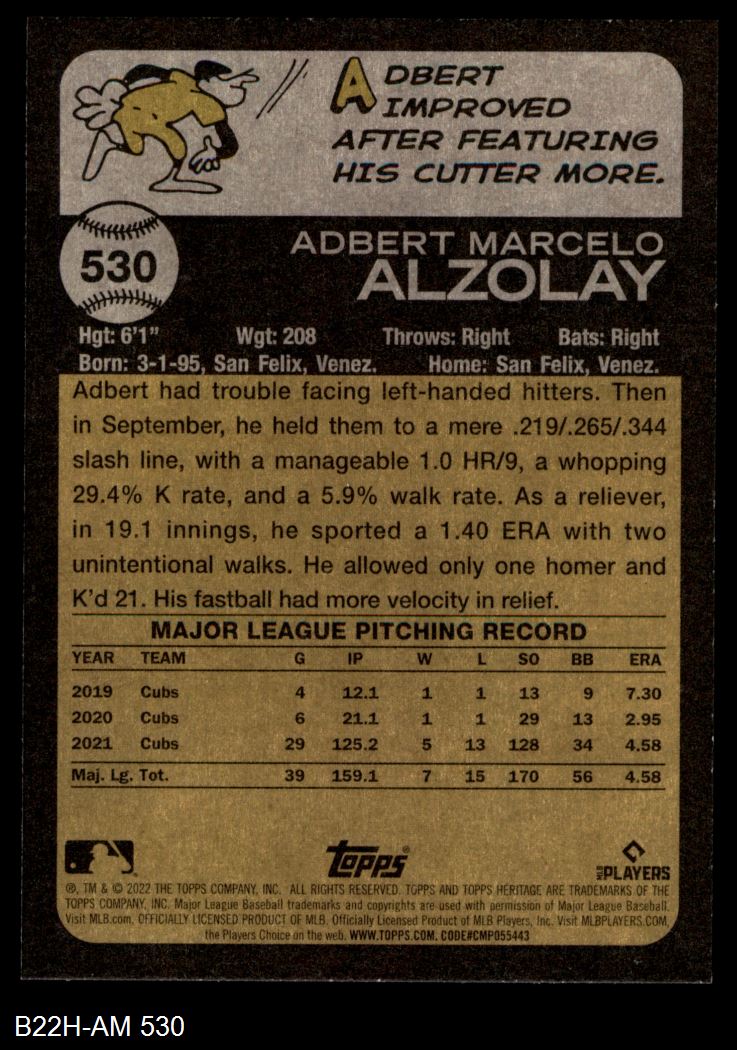 ADBERT
IMPROVED
AFTER FEATURING
HIS CUTTER MORE.
530
ADBERT MARCELO
ALZOLAY
Hgt: 6'1" Wgt: 208 Throws: Right Bats: Right
Born: 3-1-95, San Felix, Venez. Home: San Felix, Venez.
Adbert had trouble facing left-handed hitters. Then
in September, he held them to a mere .219/.265/.344
slash line, with a manageable 1.0 HR/9, a whopping
29.4% K rate, and a 5.9% walk rate. As a reliever,
in 19.1 innings, he sported a 1.40 ERA with two
unintentional walks. He allowed only one homer and
K'd 21. His fastball had more velocity in relief.
MAJOR LEAGUE PITCHING RECORD
YEAR TEAM G IP W L SO BB ERA
2019 Cubs 4 12.1 1 1 13 9 7.30
2020 Cubs 6 21.1 1 1 29 13 2.95
2021 Cubs 29 125.2 5 13 128 34 4.58
Maj. Lg. Tot. 39 159.1 7 15 170 56 4.58
Topps®
MLB PLAYERS
®, TM & © 2022 THE TOPPS COMPANY, INC. ALL RIGHTS RESERVED. TOPPS AND TOPPS HERITAGE ARE TRADEMARKS OF THE
TOPPS COMPANY, INC. Major League Baseball trademarks and copyrights are used with permission of Major League Baseball.
Visit MLB.com. OFFICIALLY LICENSED PRODUCT OF MLB. Officially Licensed Product of MLB Players, Inc. Visit MLBPLAYERS.COM,
the Players Choice on the web. WWW.TOPPS.COM. CODE#CMP055443
B22H-AM 530